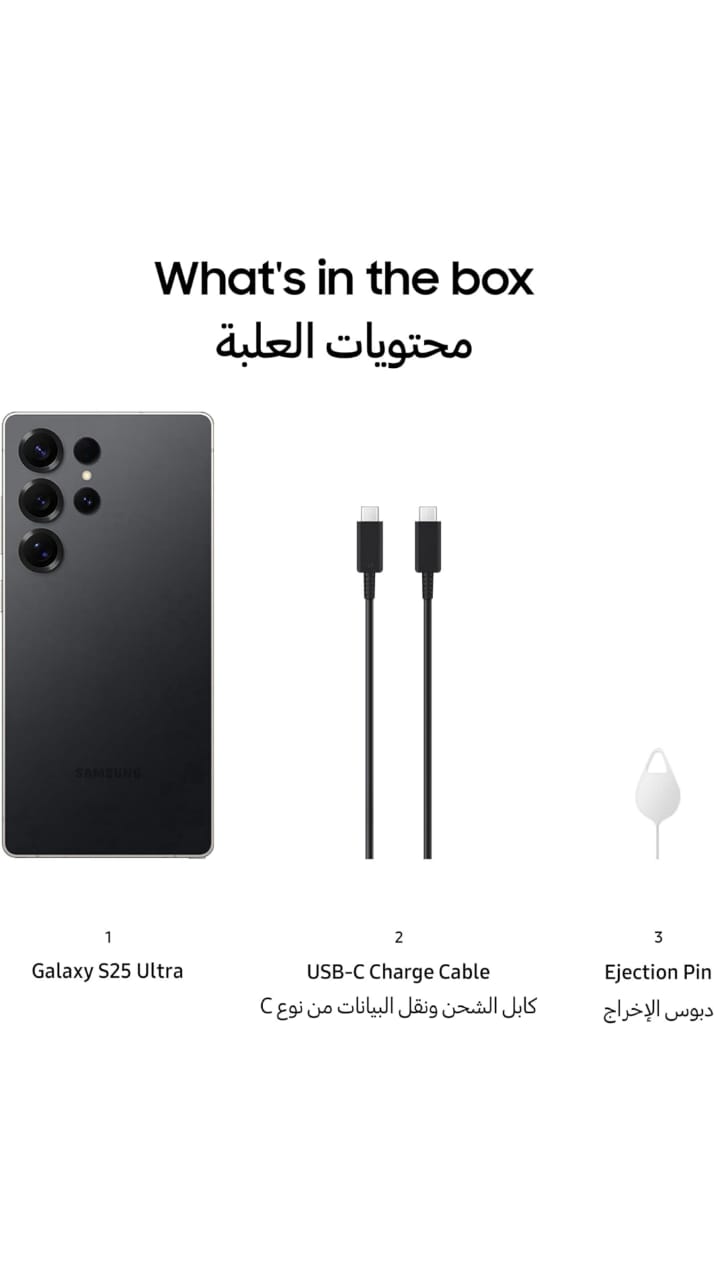 What's in the box
محتويات العلبة
SAMSUNG
1
Galaxy S25 Ultra
2
USB-C Charge Cable
كابل الشحن ونقل البيانات من نوع C
3
Ejection Pin
دبوس الإخراج